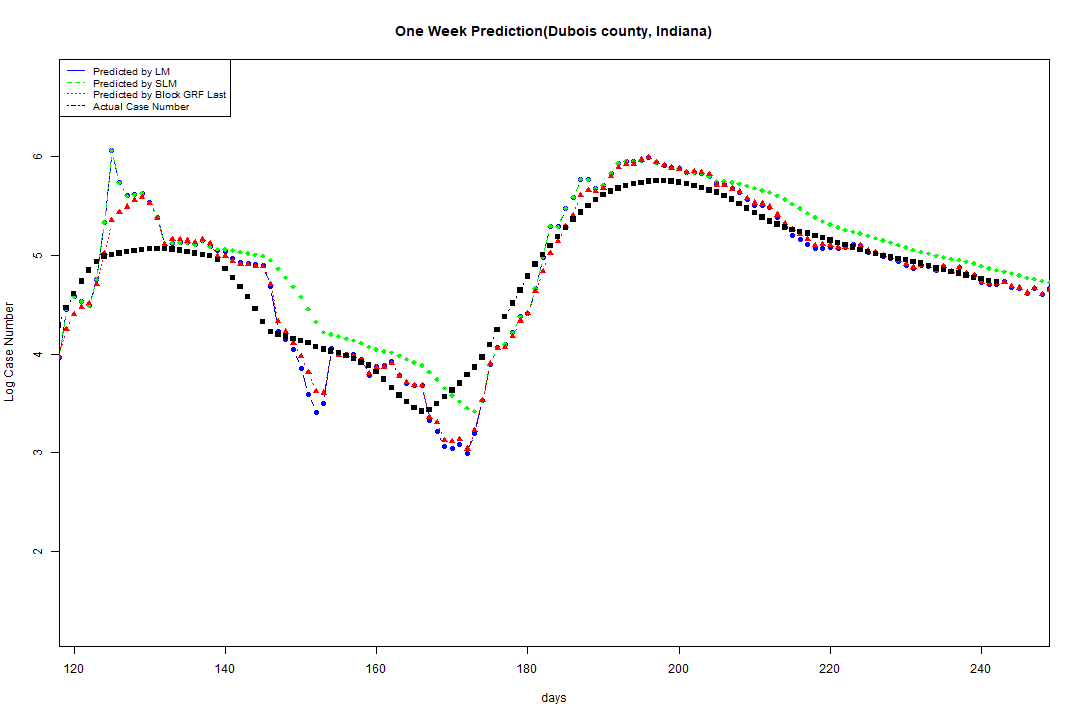 One Week Prediction(Dubois county, Indiana)
Predicted by LM
Predicted by SLM
Predicted by Block GRF Last
Actual Case Number
Log Case Number
6
5
4
3
2
120 140 160 180 200 220 240
days